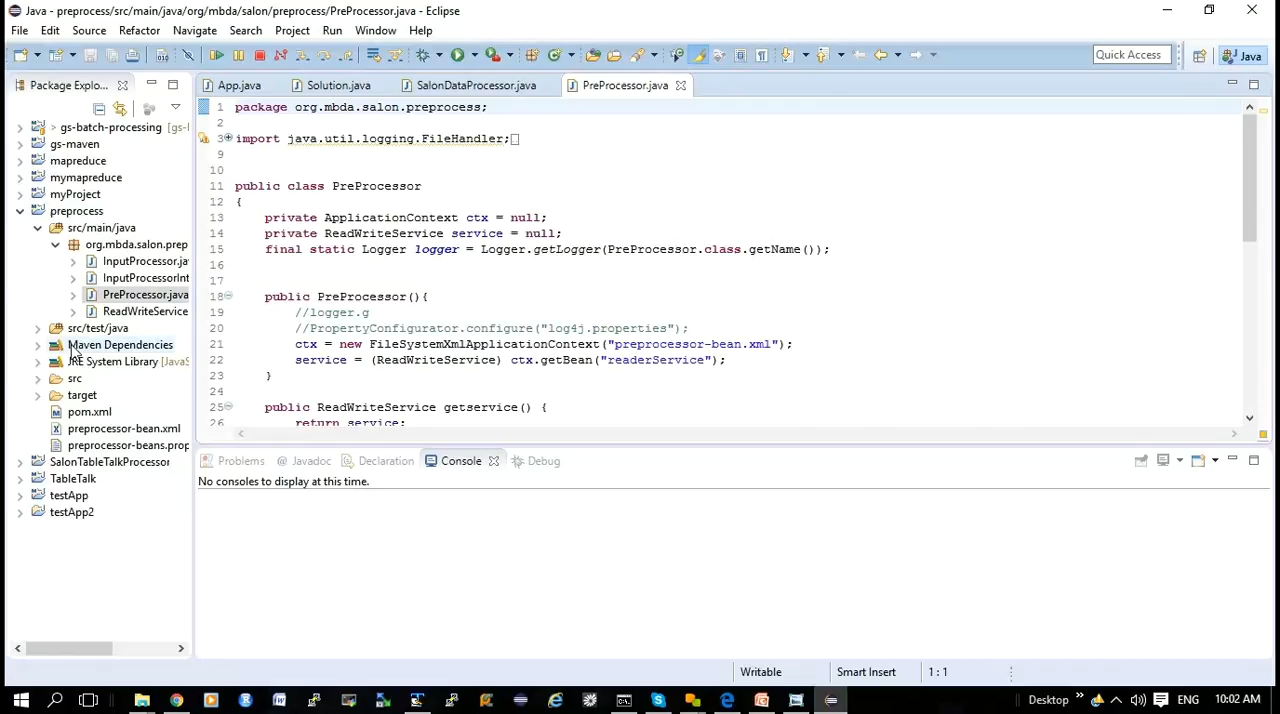 Java - preprocess/src/main/java/org/mbda/salon/preprocess/PreProcessor.java - Eclipse
File Edit Source Refactor Navigate Search Project Run Window Help
Quick Access
Java
Package Explo...
App.java
Solution.java
SalonDataProcessor.java
PreProcessor.java
> gs-batch-processing [gs-l
gs-maven
mapreduce
mymapreduce
myProject
preprocess
src/main/java
org.mbda.salon.prep
InputProcessor.ja
InputProcessorInt
PreProcessor.java
ReadWriteService
src/test/java
Maven Dependencies
JRE System Library [JavaS
src
target
pom.xml
preprocessor-bean.xml
preprocessor-beans.prop
SalonTableTalkProcessor
TableTalk
testApp
testApp2
1 package org.mbda.salon.preprocess;
2
3 import java.util.logging.FileHandler;
9
10
11 public class PreProcessor
12 {
13 private ApplicationContext ctx = null;
14 private ReadWriteService service = null;
15 final static Logger logger = Logger.getLogger(PreProcessor.class.getName());
16
17
18 public PreProcessor(){
19 //logger.g
20 //PropertyConfigurator.configure("log4j.properties");
21 ctx = new FileSystemXmlApplicationContext("preprocessor-bean.xml");
22 service = (ReadWriteService) ctx.getBean("readerService");
23 }
24
25 public ReadWriteService getservice() {
26 return service;
Problems
Javadoc
Declaration
Console
Debug
No consoles to display at this time.
Writable
Smart Insert
1 : 1
Desktop
ENG
10:02 AM